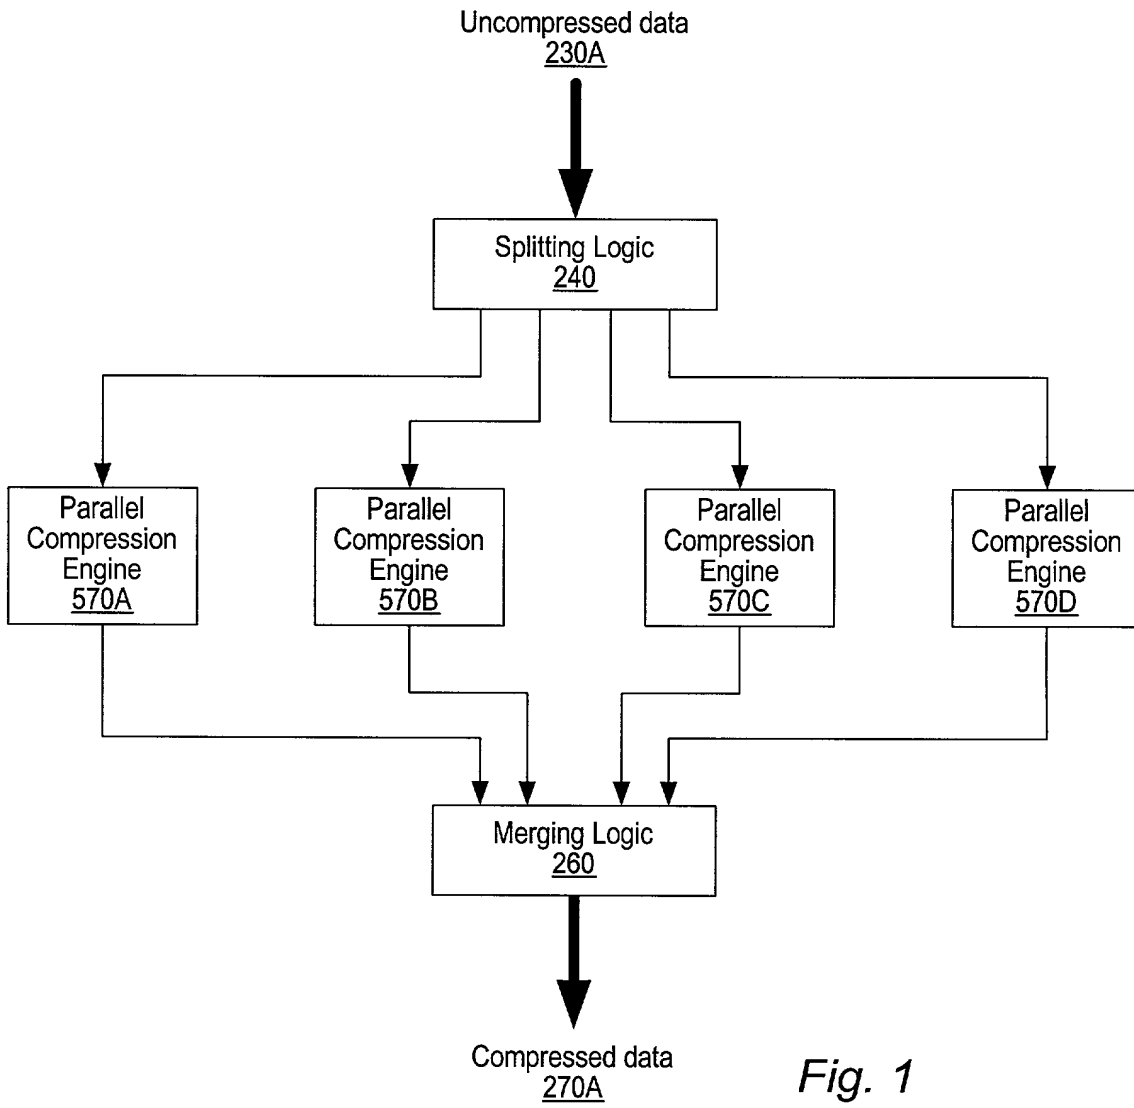 Uncompressed data
230A
Splitting Logic
240
Parallel
Compression
Engine
570A
Parallel
Compression
Engine
570B
Parallel
Compression
Engine
570C
Parallel
Compression
Engine
570D
Merging Logic
260
Compressed data
270A
Fig. 1